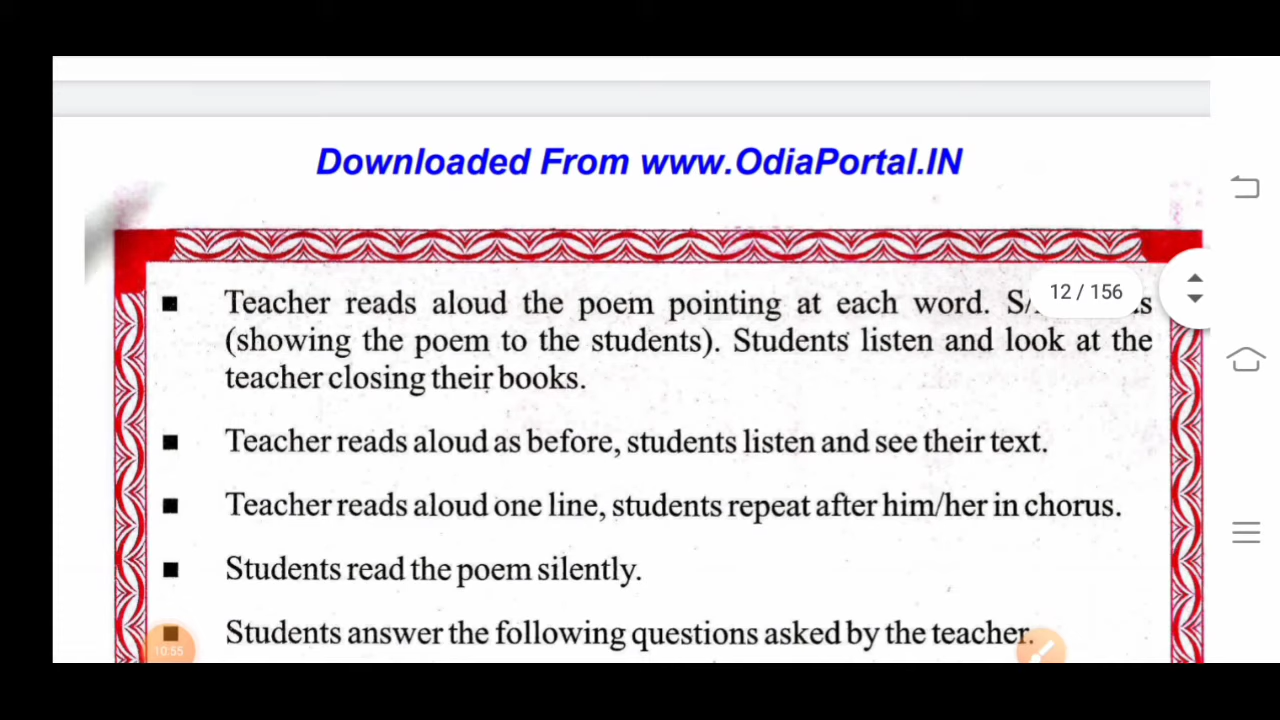 Downloaded From www.OdiaPortal.IN
■ Teacher reads aloud the poem pointing at each word.
12 / 156
(showing the poem to the students). Students listen and look at the
teacher closing their books.
■ Teacher reads aloud as before, students listen and see their text.
■ Teacher reads aloud one line, students repeat after him/her in chorus.
■ Students read the poem silently.
■ Students answer the following questions asked by the teacher.
10:55